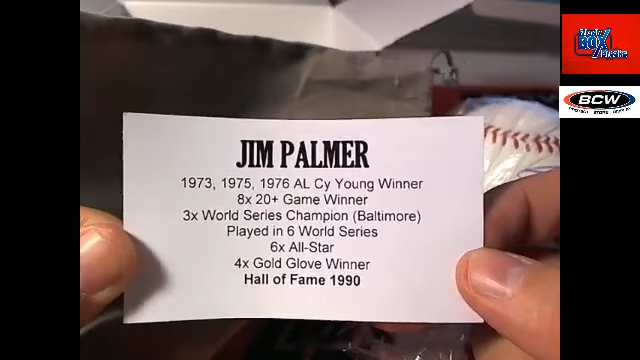 JIM PALMER
1973, 1975, 1976 AL Cy Young Winner
8x 20+ Game Winner
3x World Series Champion (Baltimore)
Played in 6 World Series
6x All-Star
4x Gold Glove Winner
Hall of Fame 1990
BOX
BCW